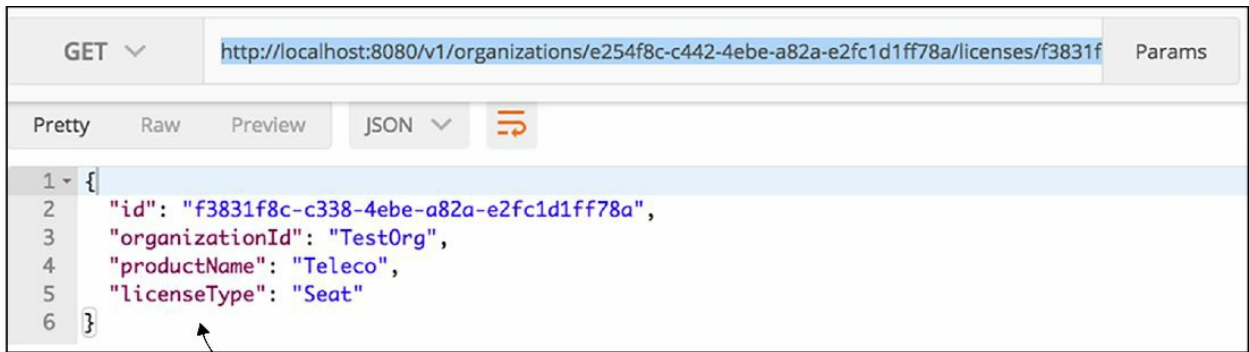 GET http://localhost:8080/v1/organizations/e254f8c-c442-4ebe-a82a-e2fc1d1ff78a/licenses/f3831f Params
Pretty Raw Preview JSON
1 {
2 "id": "f3831f8c-c338-4ebe-a82a-e2fc1d1ff78a",
3 "organizationId": "TestOrg",
4 "productName": "Teleco",
5 "licenseType": "Seat"
6 }